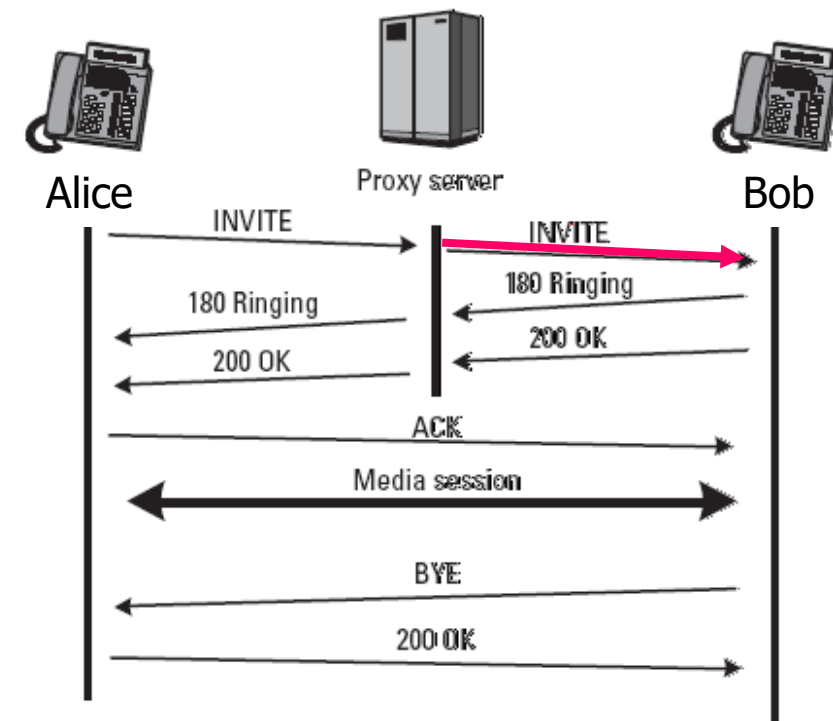 Proxy server
Alice
Bob
INVITE
INVITE
180 Ringing
180 Ringing
200 OK
200 OK
ACK
Media session
BYE
200 OK